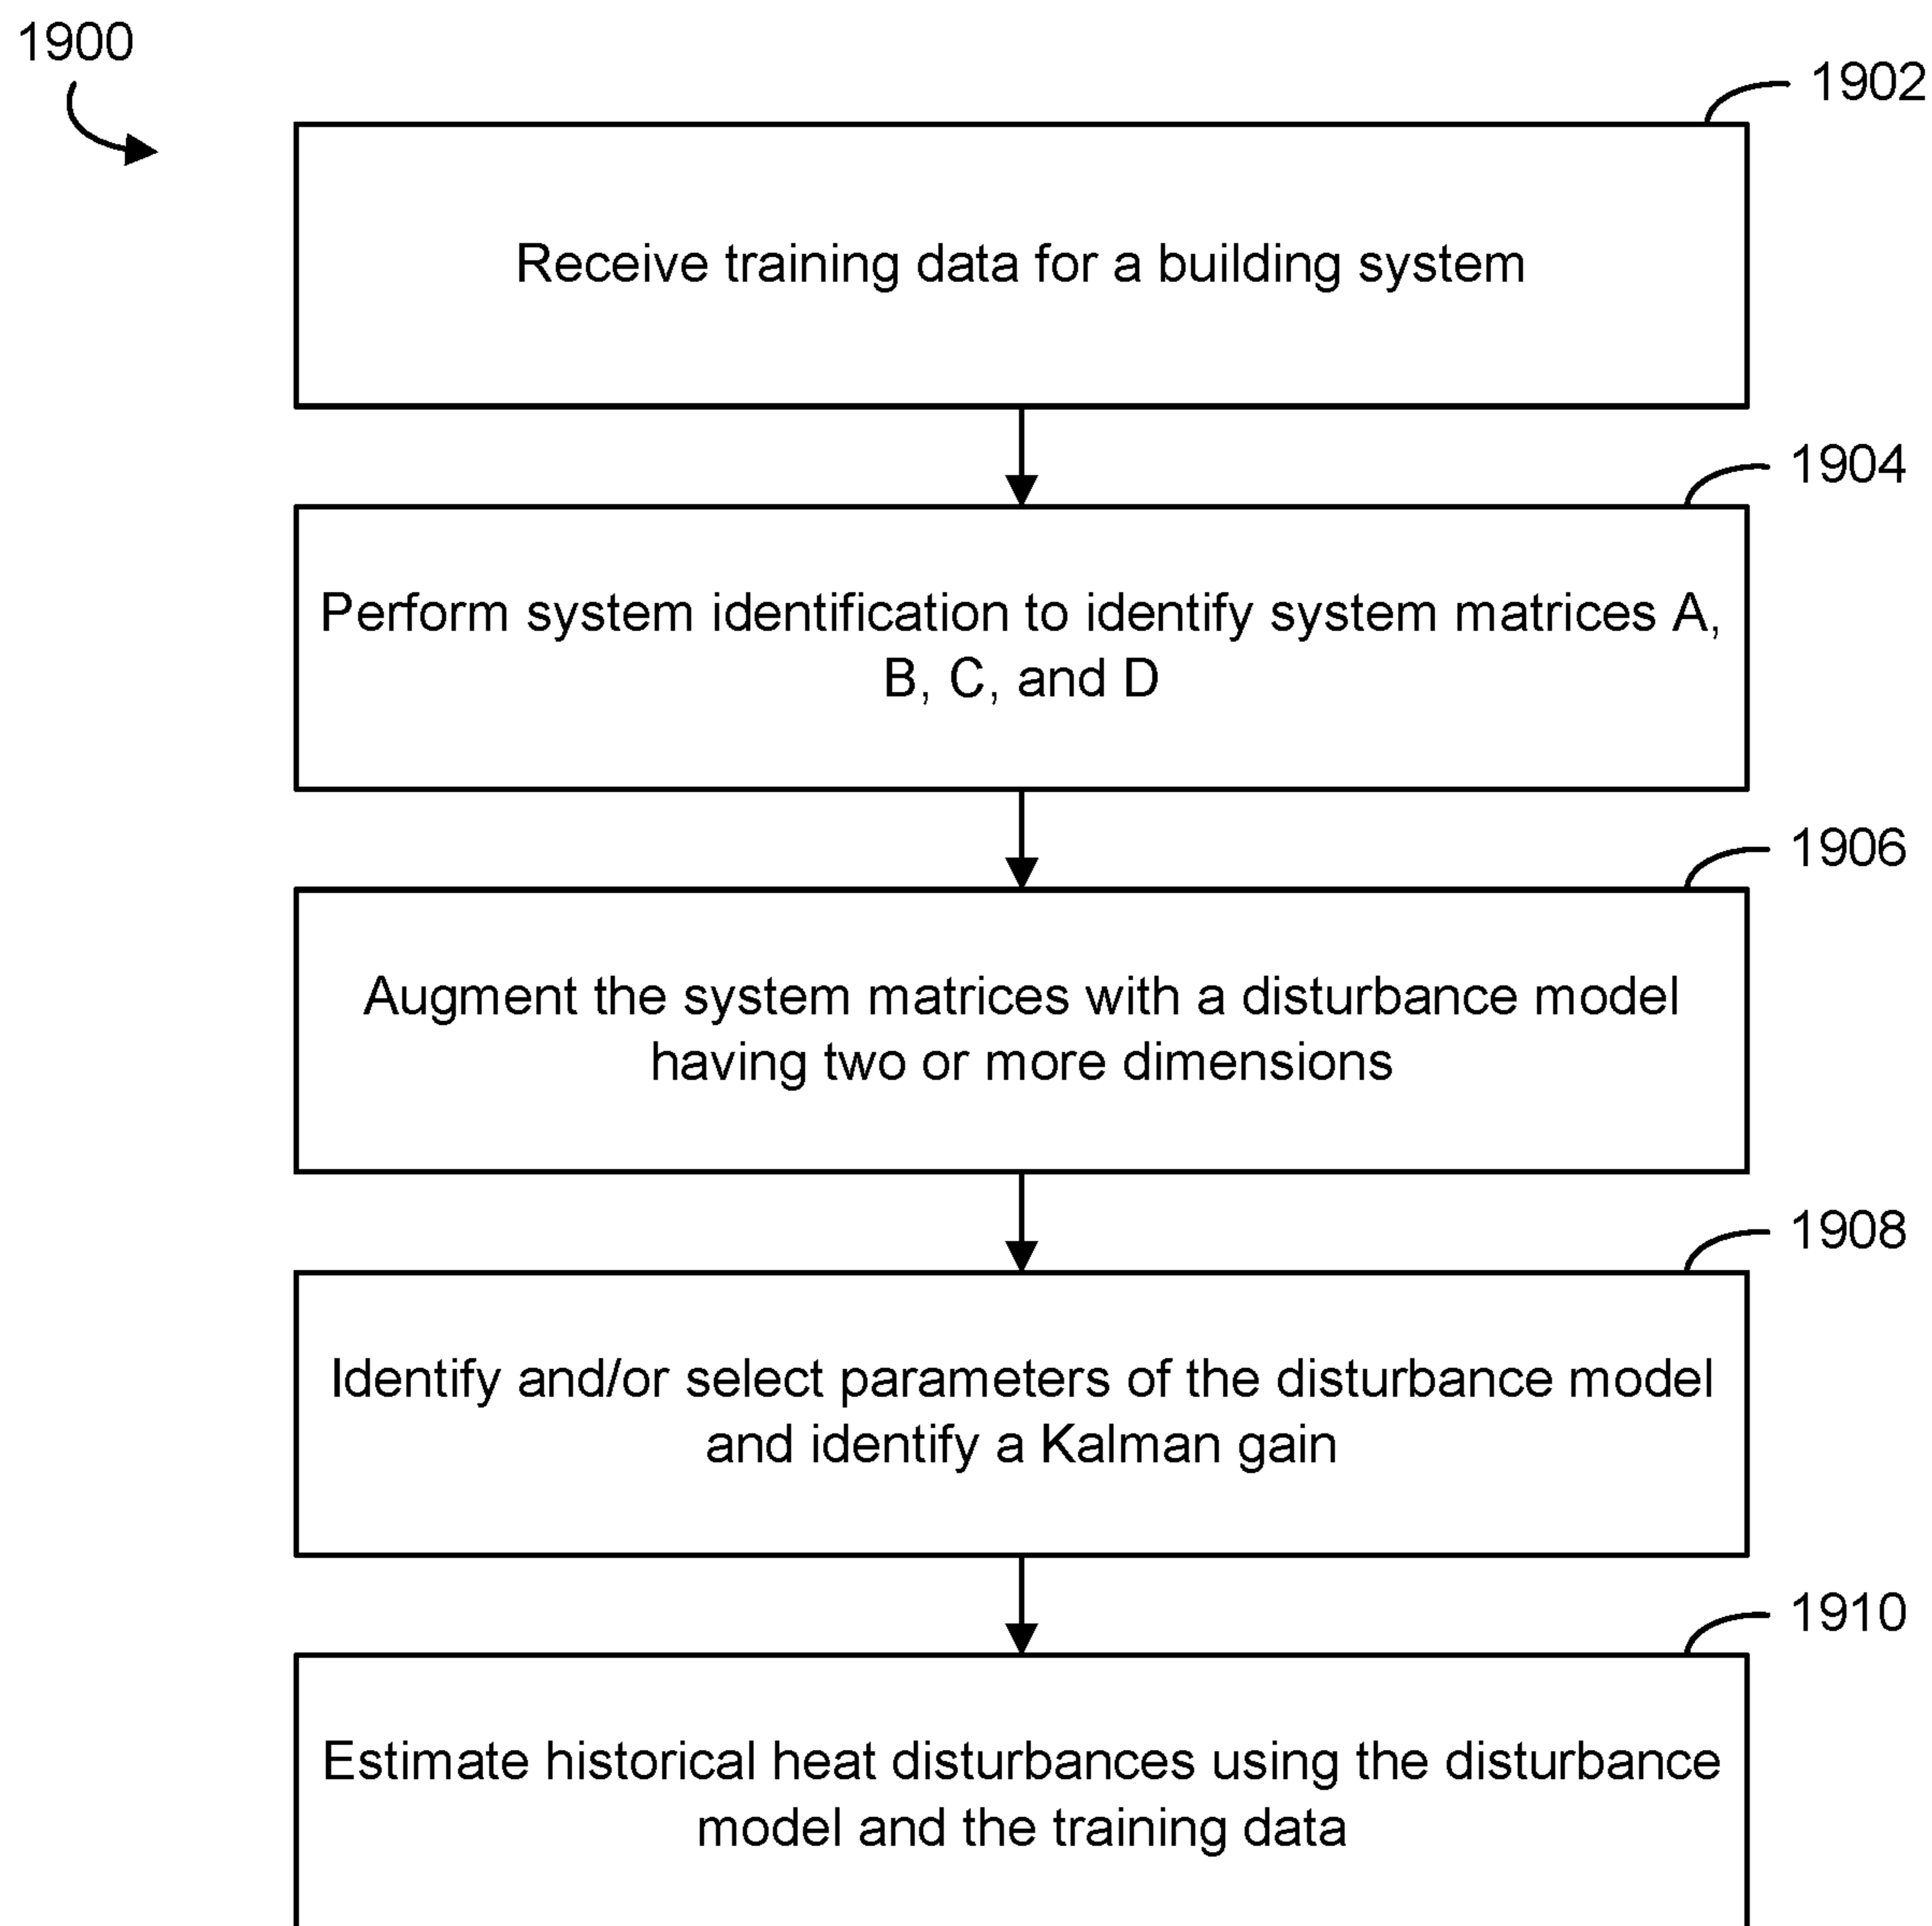 1900
1902
Receive training data for a building system
1904
Perform system identification to identify system matrices A,
B, C, and D
1906
Augment the system matrices with a disturbance model
having two or more dimensions
1908
Identify and/or select parameters of the disturbance model
and identify a Kalman gain
1910
Estimate historical heat disturbances using the disturbance
model and the training data